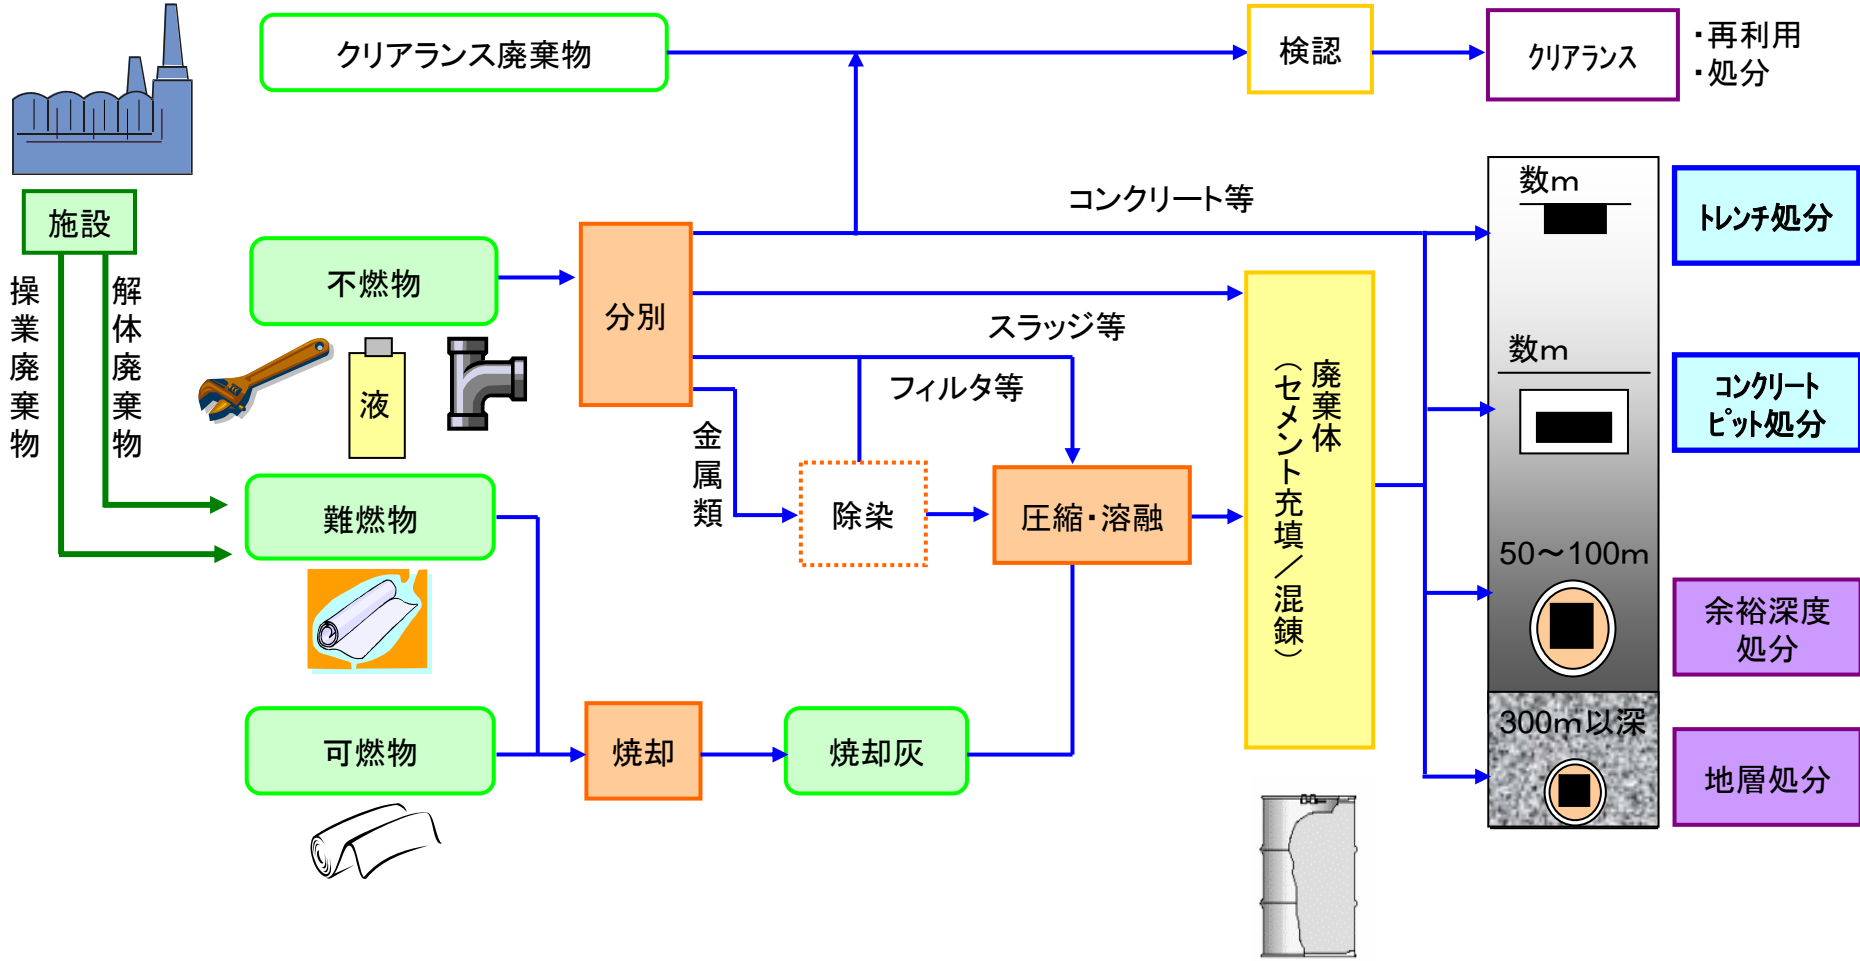 クリアランス廃棄物
検認
クリアランス
・再利用
・処分
施設
操業廃棄物
解体廃棄物
不燃物
液
分別
コンクリート等
スラッジ等
フィルタ等
金属類
除染
圧縮・溶融
廃棄体
（セメント充填／混錬）
難燃物
可燃物
焼却
焼却灰
数m
トレンチ処分
数m
コンクリート
ピット処分
50～100m
余裕深度
処分
300m以深
地層処分